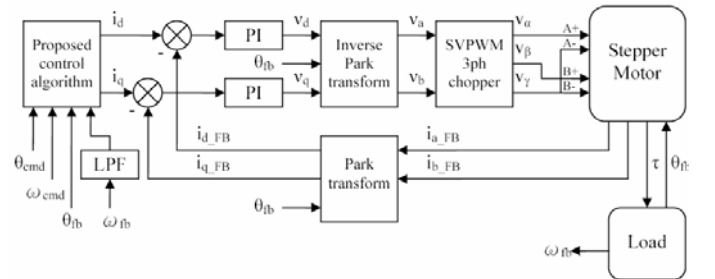 Proposed
control
algorithm
i_d
i_q
-
-
PI
PI
v_d
θ_fb
v_q
Inverse
Park
transform
v_a
v_b
SVPWM
3ph
chopper
v_α
v_β
v_γ
A+
A-
B+
B-
Stepper
Motor
i_d_FB
i_q_FB
Park
transform
i_a_FB
i_b_FB
θ_fb
τ
θ_fb
θ_cmd
ω_cmd
θ_fb
LPF
ω_fb
Load
ω_fb